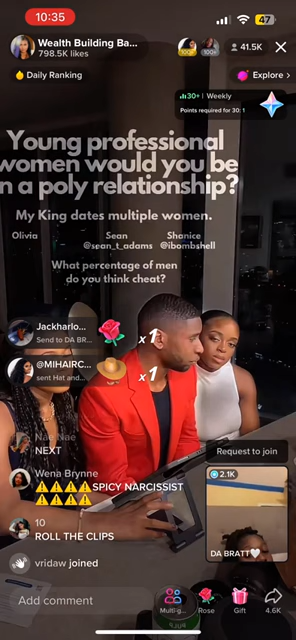 10:35
47
Wealth Building Ba...
798.5K likes
100+
100+
41.5K
Daily Ranking
Explore >
30+ | Weekly
Points required for 30: 1
Young professional
women would you be
n a poly relationship?
My King dates multiple women.
Olivia Sean Shanice
@sean_t_adams @ibombshell
What percentage of men
do you think cheat?
Jackharlo...
Send to DA BR...
x1
@MIHAIRC...
sent Hat and...
x1
Nao Nae
NEXT
Wena Brynne
SPICY NARCISSIST
10
ROLL THE CLIPS
vridaw joined
Request to join
2.1K
DA BRATT🤍
Add comment
Multi-g...
Rose
Gift
4.6K